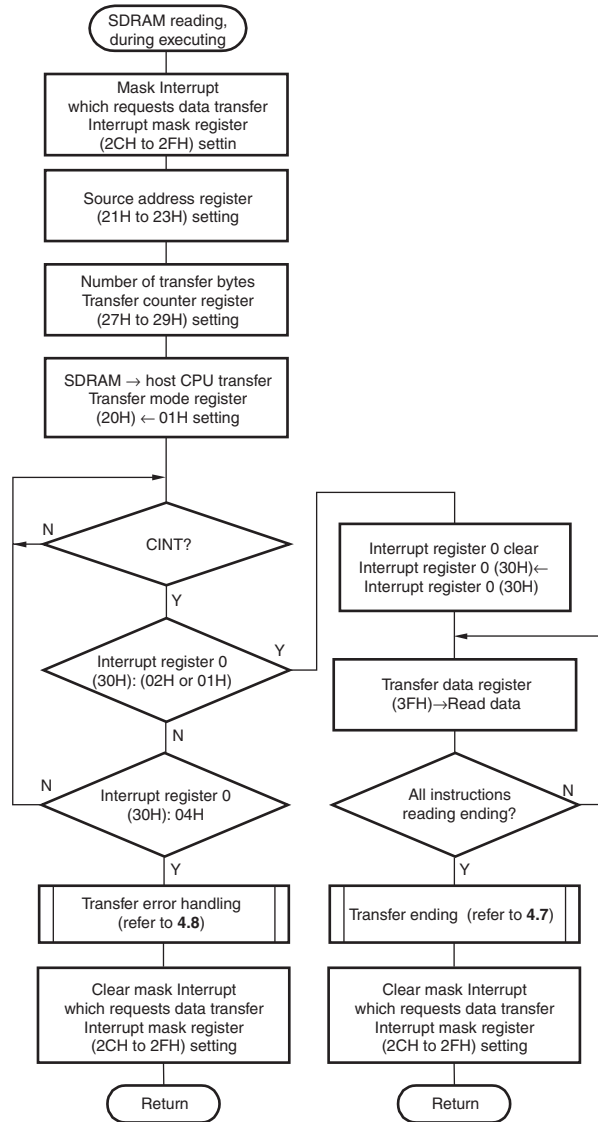 SDRAM reading,
during executing
Mask Interrupt
which requests data transfer
Interrupt mask register
(2CH to 2FH) settin
Source address register
(21H to 23H) setting
Number of transfer bytes
Transfer counter register
(27H to 29H) setting
SDRAM → host CPU transfer
Transfer mode register
(20H) ← 01H setting
N
CINT?
Y
Interrupt register 0
(30H): (02H or 01H)
Y
N
N
Interrupt register 0
(30H): 04H
Y
Transfer error handling
(refer to 4.8)
Clear mask Interrupt
which requests data transfer
Interrupt mask register
(2CH to 2FH) setting
Return
Interrupt register 0 clear
Interrupt register 0 (30H)←
Interrupt register 0 (30H)
Transfer data register
(3FH)→Read data
All instructions
reading ending?
N
Y
Transfer ending (refer to 4.7)
Clear mask Interrupt
which requests data transfer
Interrupt mask register
(2CH to 2FH) setting
Return